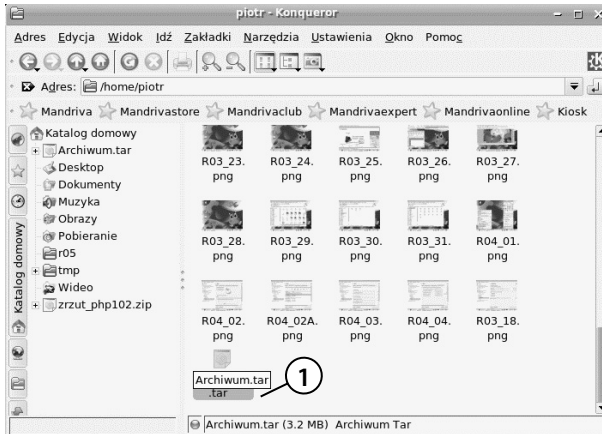 piotr - Konqueror
Adres Edycja Widok Idź Zakładki Narzędzia Ustawienia Okno Pomoc
Adres: /home/piotr
Mandriva Mandrivastore Mandrivaclub Mandrivaexpert Mandrivaonline Kiosk
Katalog domowy
Katalog domowy
Archiwum.tar
Desktop
Dokumenty
Muzyka
Obrazy
Pobieranie
r05
tmp
Wideo
zrzut_php102.zip
R03_23. R03_24. R03_25. R03_26. R03_27.
png png png png png
R03_28. R03_29. R03_30. R03_31. R04_01.
png png png png png
R04_02. R04_02A. R04_03. R04_04. R03_18.
png png png png png
Archiwum.tar
.tar
1
Archiwum.tar (3.2 MB) Archiwum Tar